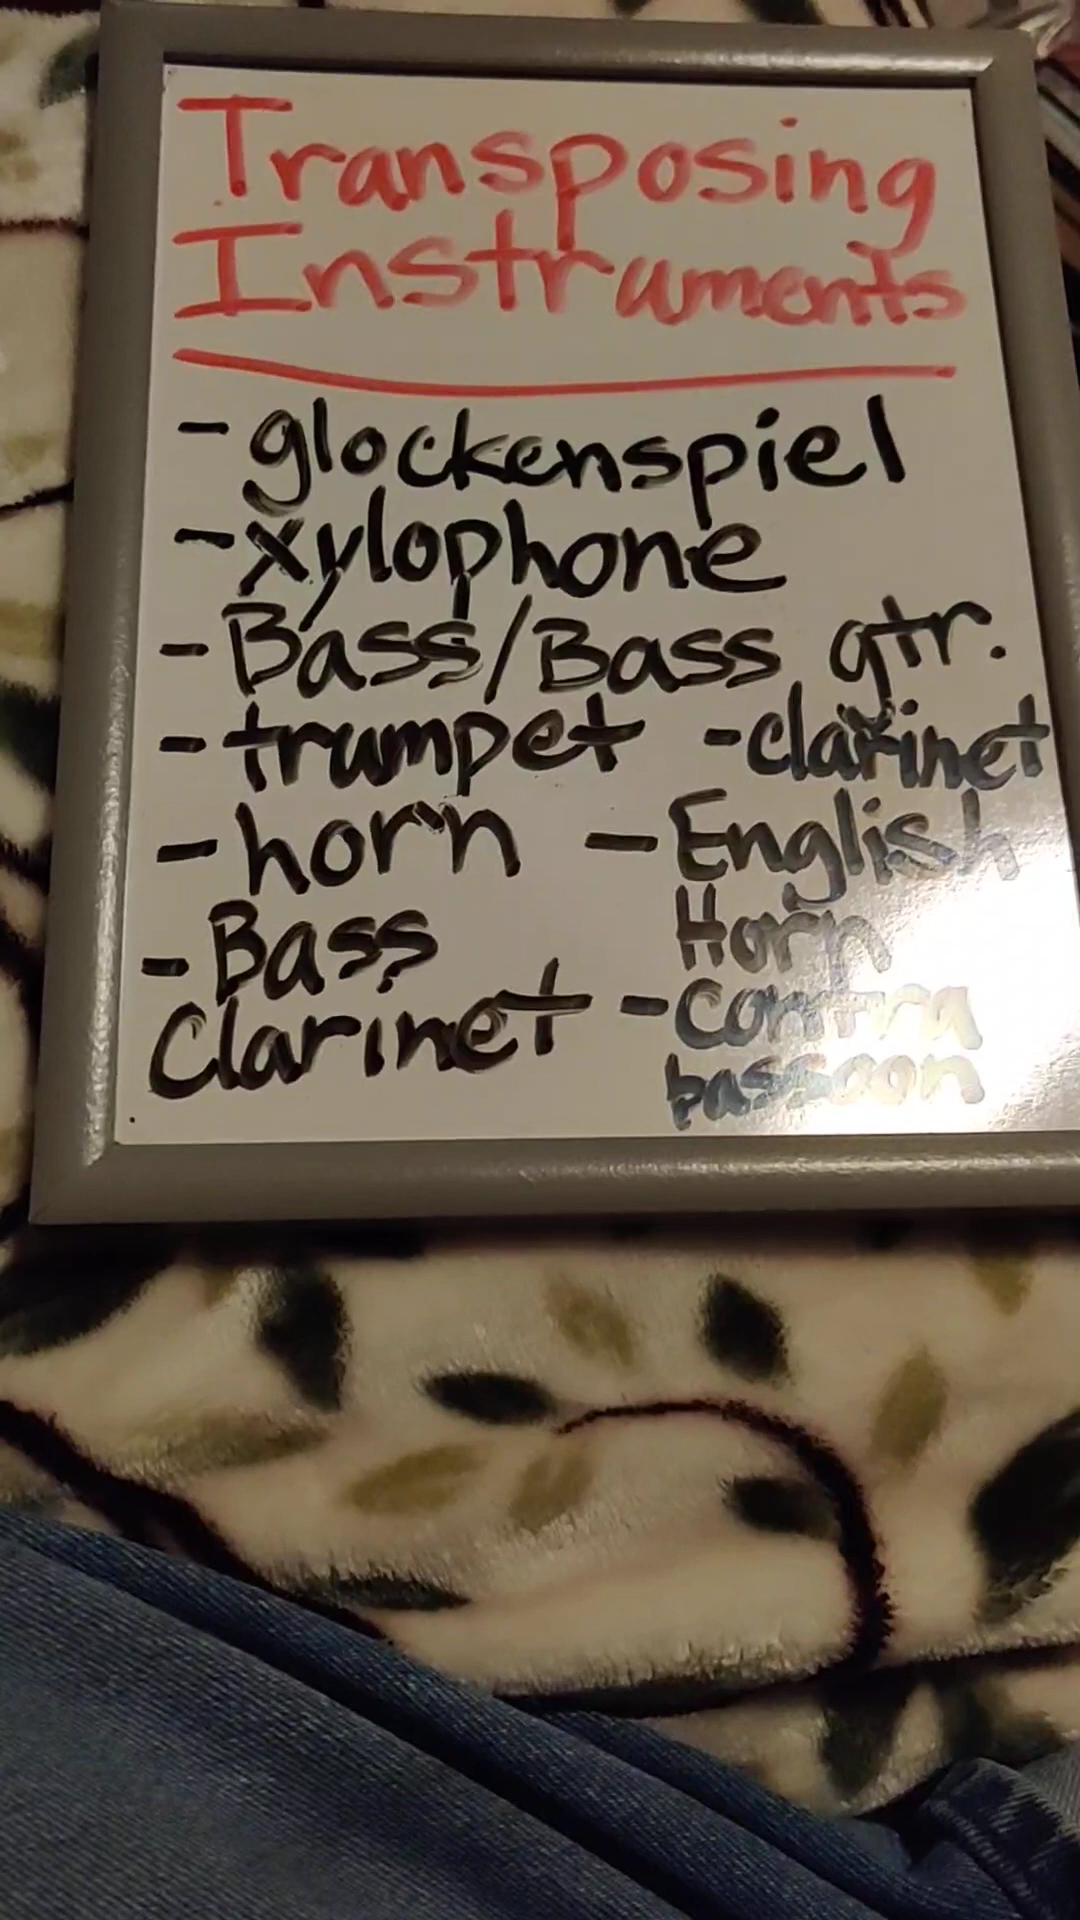 Transposing
Instruments
- glockenspiel
- xylophone
- Bass/Bass gtr.
- trumpet - clarinet
- horn - English
Horn
- Bass
Clarinet - Contra
bassoon